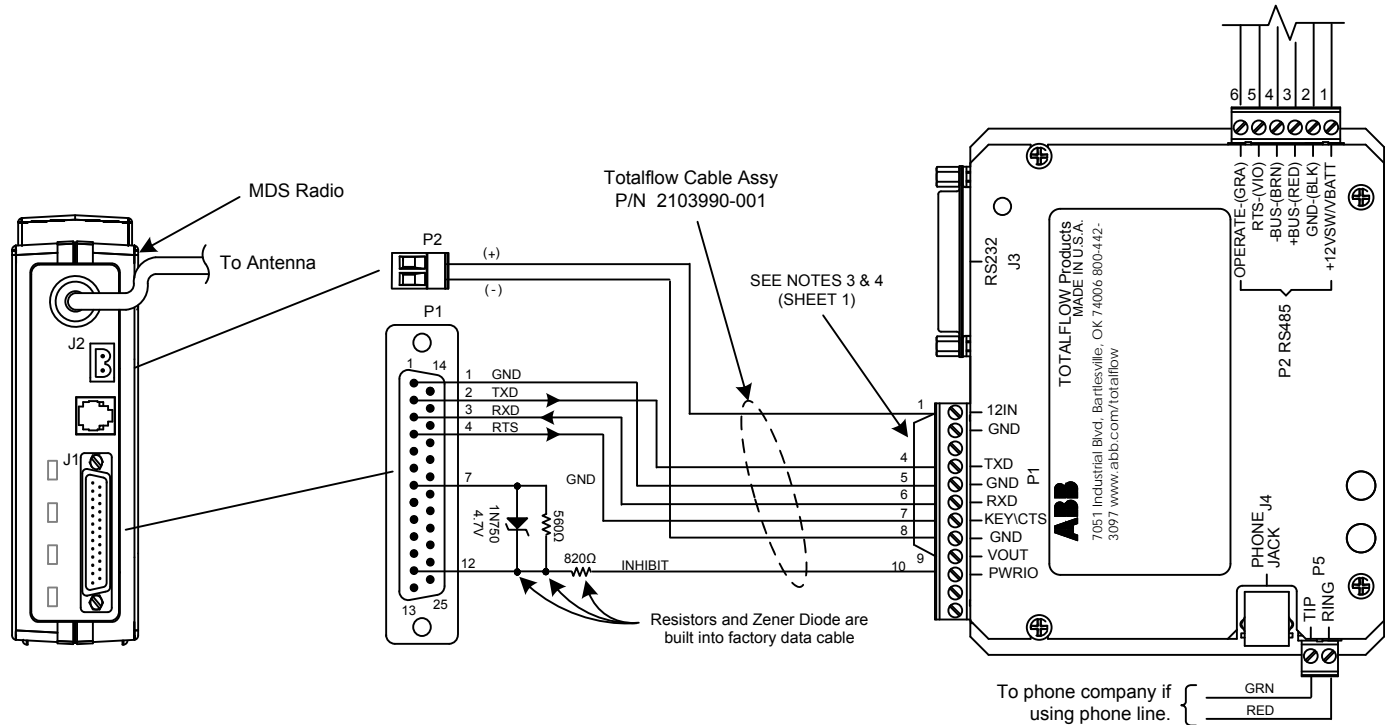 MDS Radio
To Antenna
J2
J1
P2
(+)
(-)
P1
1
14
1 GND
2 TXD
3 RXD
4 RTS
7
GND
1N750
4.7V
560Ω
12
820Ω
INHIBIT
13
25
Resistors and Zener Diode are
built into factory data cable
Totalflow Cable Assy
P/N 2103990-001
SEE NOTES 3 & 4
(SHEET 1)
6 5 4 3 2 1
OPERATE-(GRA)
RTS-(VIO)
-BUS-(BRN)
+BUS-(RED)
GND-(BLK)
+12VSW/VBATT
P2 RS485
RS232
J3
TOTALFLOW Products
MADE IN U.S.A.
ABB
7051 Industrial Blvd, Bartlesville, OK 74006 800-442-
3097 www.abb.com/totalflow
1 12IN
GND
4 TXD
5 GND
6 RXD
7 KEY\CTS
8 GND
9 VOUT
10 PWRIO
P1
PHONE
JACK
J4
P5
TIP
RING
To phone company if
using phone line.
GRN
RED